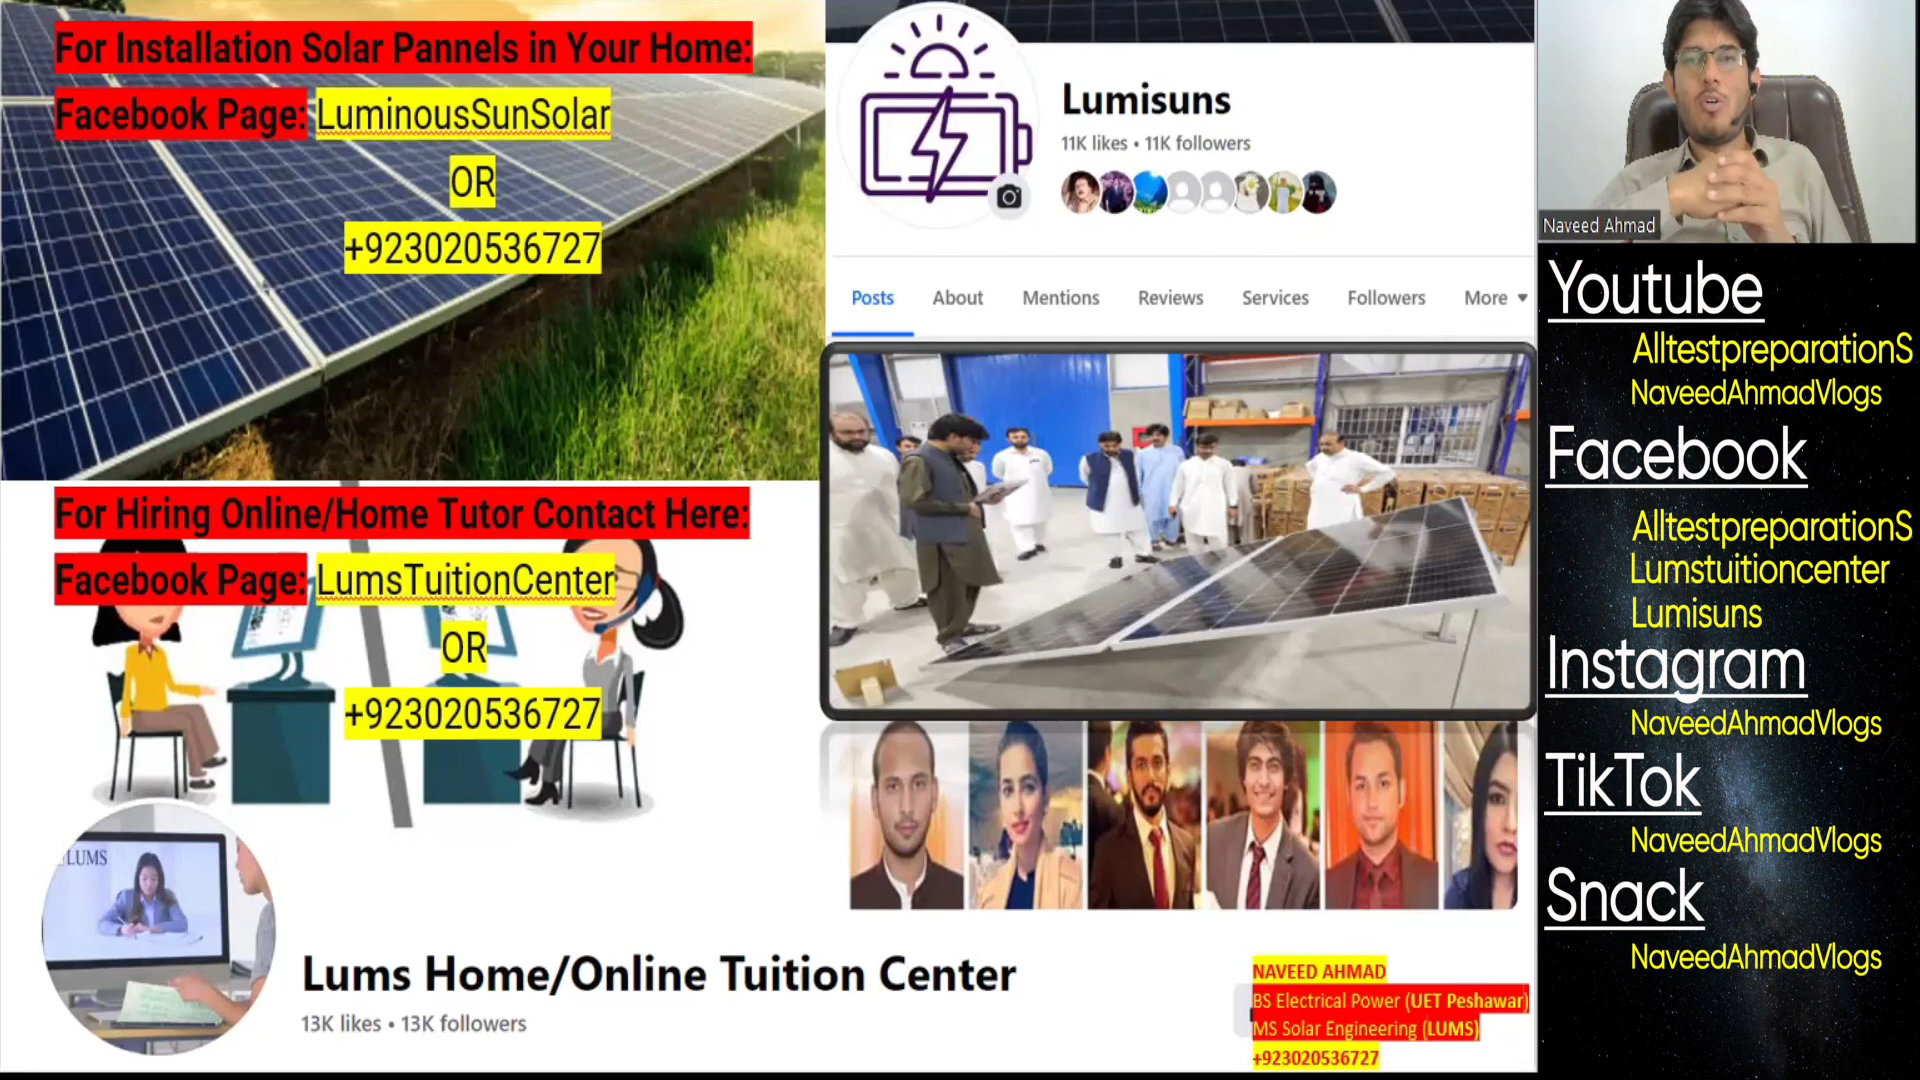 For Installation Solar Pannels in Your Home:
Facebook Page: LuminousSunSolar
OR
+923020536727
For Hiring Online/Home Tutor Contact Here:
Facebook Page: LumsTuitionCenter
OR
+923020536727
LUMS
Lums Home/Online Tuition Center
13K likes • 13K followers
Lumisuns
11K likes • 11K followers
Posts About Mentions Reviews Services Followers More
NAVEED AHMAD
BS Electrical Power (UET Peshawar)
MS Solar Engineering (LUMS)
+923020536727
Naveed Ahmad
Youtube
AlltestpreparationS
NaveedAhmadVlogs
Facebook
AlltestpreparationS
Lumstuitioncenter
Lumisuns
Instagram
NaveedAhmadVlogs
TikTok
NaveedAhmadVlogs
Snack
NaveedAhmadVlogs